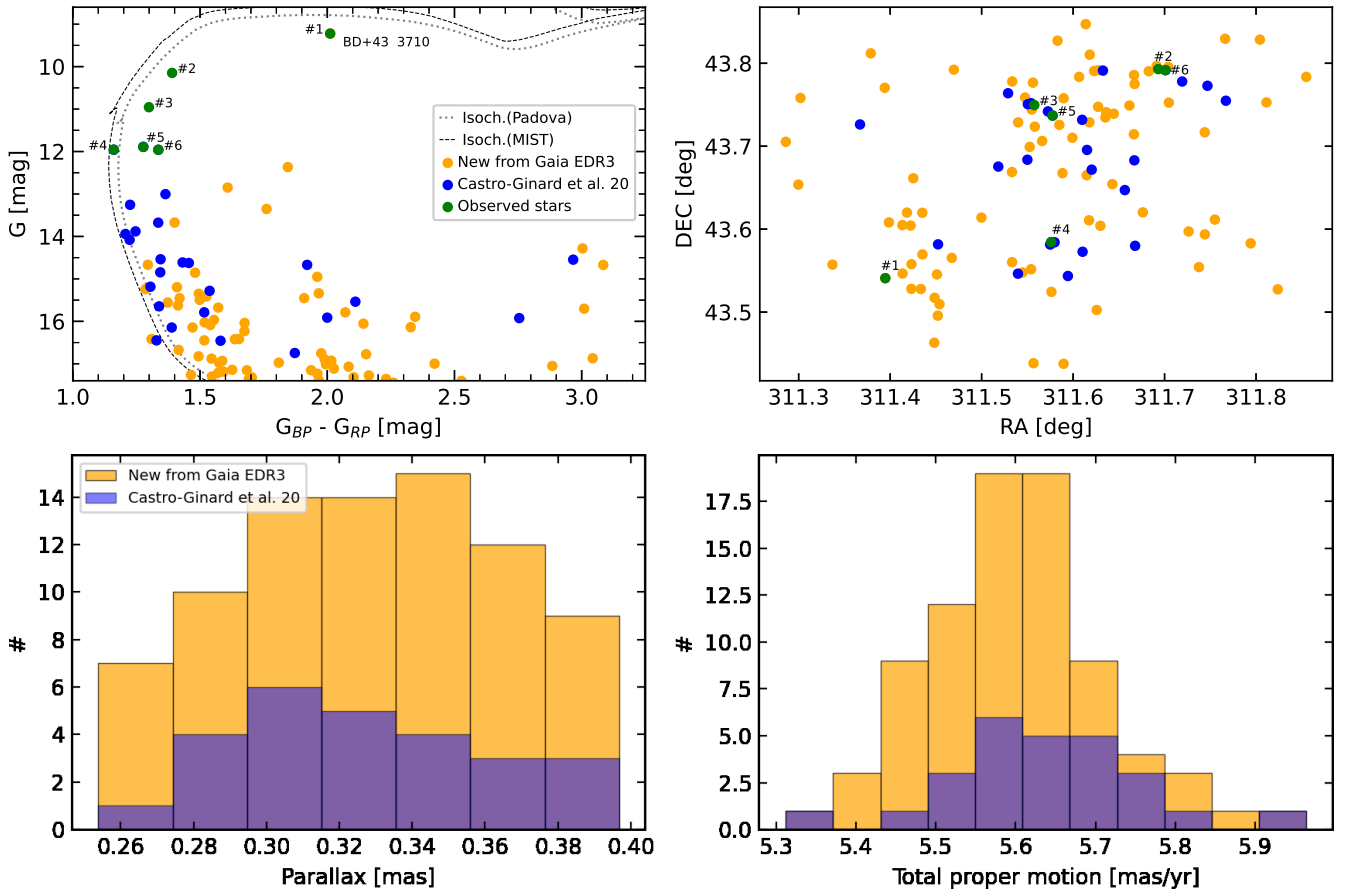 10
12
14
16
G [mag]
1.0 1.5 2.0 2.5 3.0
G_BP - G_RP [mag]
#1
BD+43 3710
#2
#3
#4
#5
#6
Isoch.(Padova)
Isoch.(MIST)
New from Gaia EDR3
Castro-Ginard et al. 20
Observed stars
43.8
43.7
43.6
43.5
DEC [deg]
311.3 311.4 311.5 311.6 311.7 311.8
RA [deg]
#2
#6
#3
#5
#4
#1
New from Gaia EDR3
Castro-Ginard et al. 20
14
12
10
8
6
4
2
0
#
0.26 0.28 0.30 0.32 0.34 0.36 0.38 0.40
Parallax [mas]
17.5
15.0
12.5
10.0
7.5
5.0
2.5
0.0
#
5.3 5.4 5.5 5.6 5.7 5.8 5.9
Total proper motion [mas/yr]